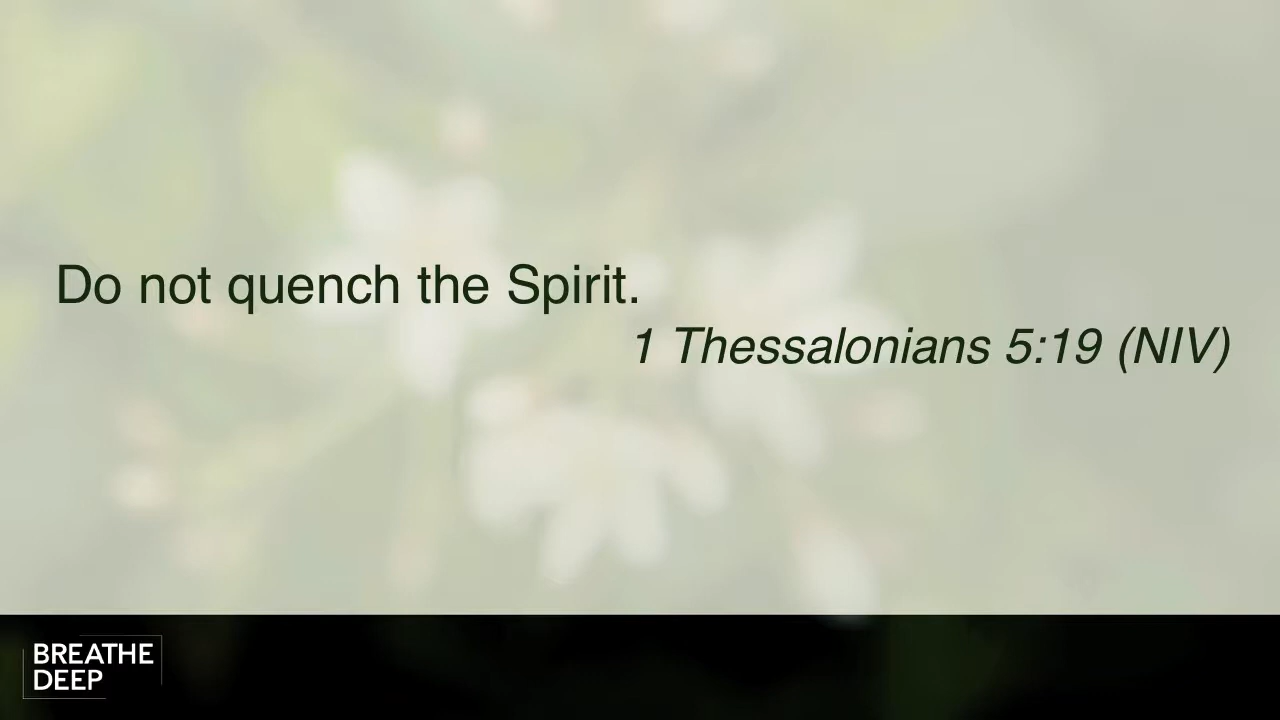 Do not quench the Spirit.
1 Thessalonians 5:19 (NIV)
BREATHE
DEEP